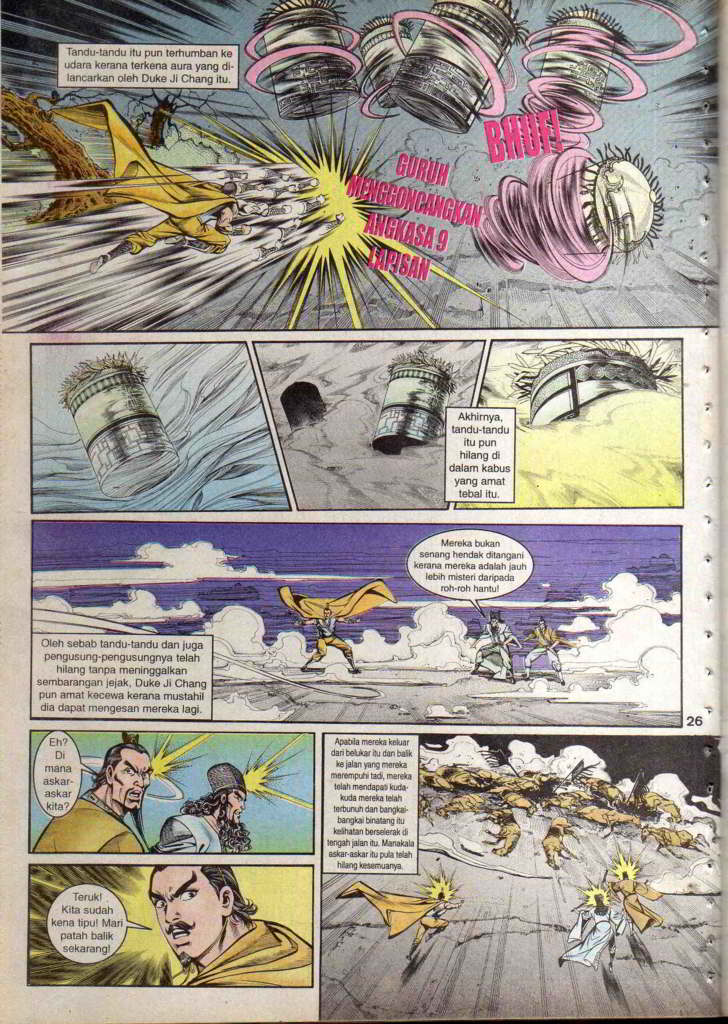 Tandu-tandu itu pun terhumban ke
udara kerana terkena aura yang di-
lancarkan oleh Duke Ji Chang itu.
BHUF!
GURUH
MENGGONCANGKAN
ANGKASA 9
LAPISAN
Akhirnya,
tandu-tandu
itu pun
hilang di
dalam kabus
yang amat
tebal itu.
Mereka bukan
senang hendak ditangani
kerana mereka adalah jauh
lebih misteri daripada
roh-roh hantu!
Oleh sebab tandu-tandu dan juga
pengusung-pengusungnya telah
hilang tanpa meninggalkan
sembarangan jejak, Duke Ji Chang
pun amat kecewa kerana mustahil
dia dapat mengesan mereka lagi.
26
Eh?
Di
mana
askar-
askar
kita?
Teruk!
Kita sudah
kena tipu! Mari
patah balik
sekarang!
Apabila mereka keluar
dari belukar itu dan balik
ke jalan yang mereka
merempuhi tadi, mereka
telah mendapati kuda-
kuda mereka telah
terbunuh dan bangkai-
bangkai binatang itu
kelihatan berselerak di
tengah jalan itu. Manakala
askar-askar itu pula telah
hilang kesemuanya.